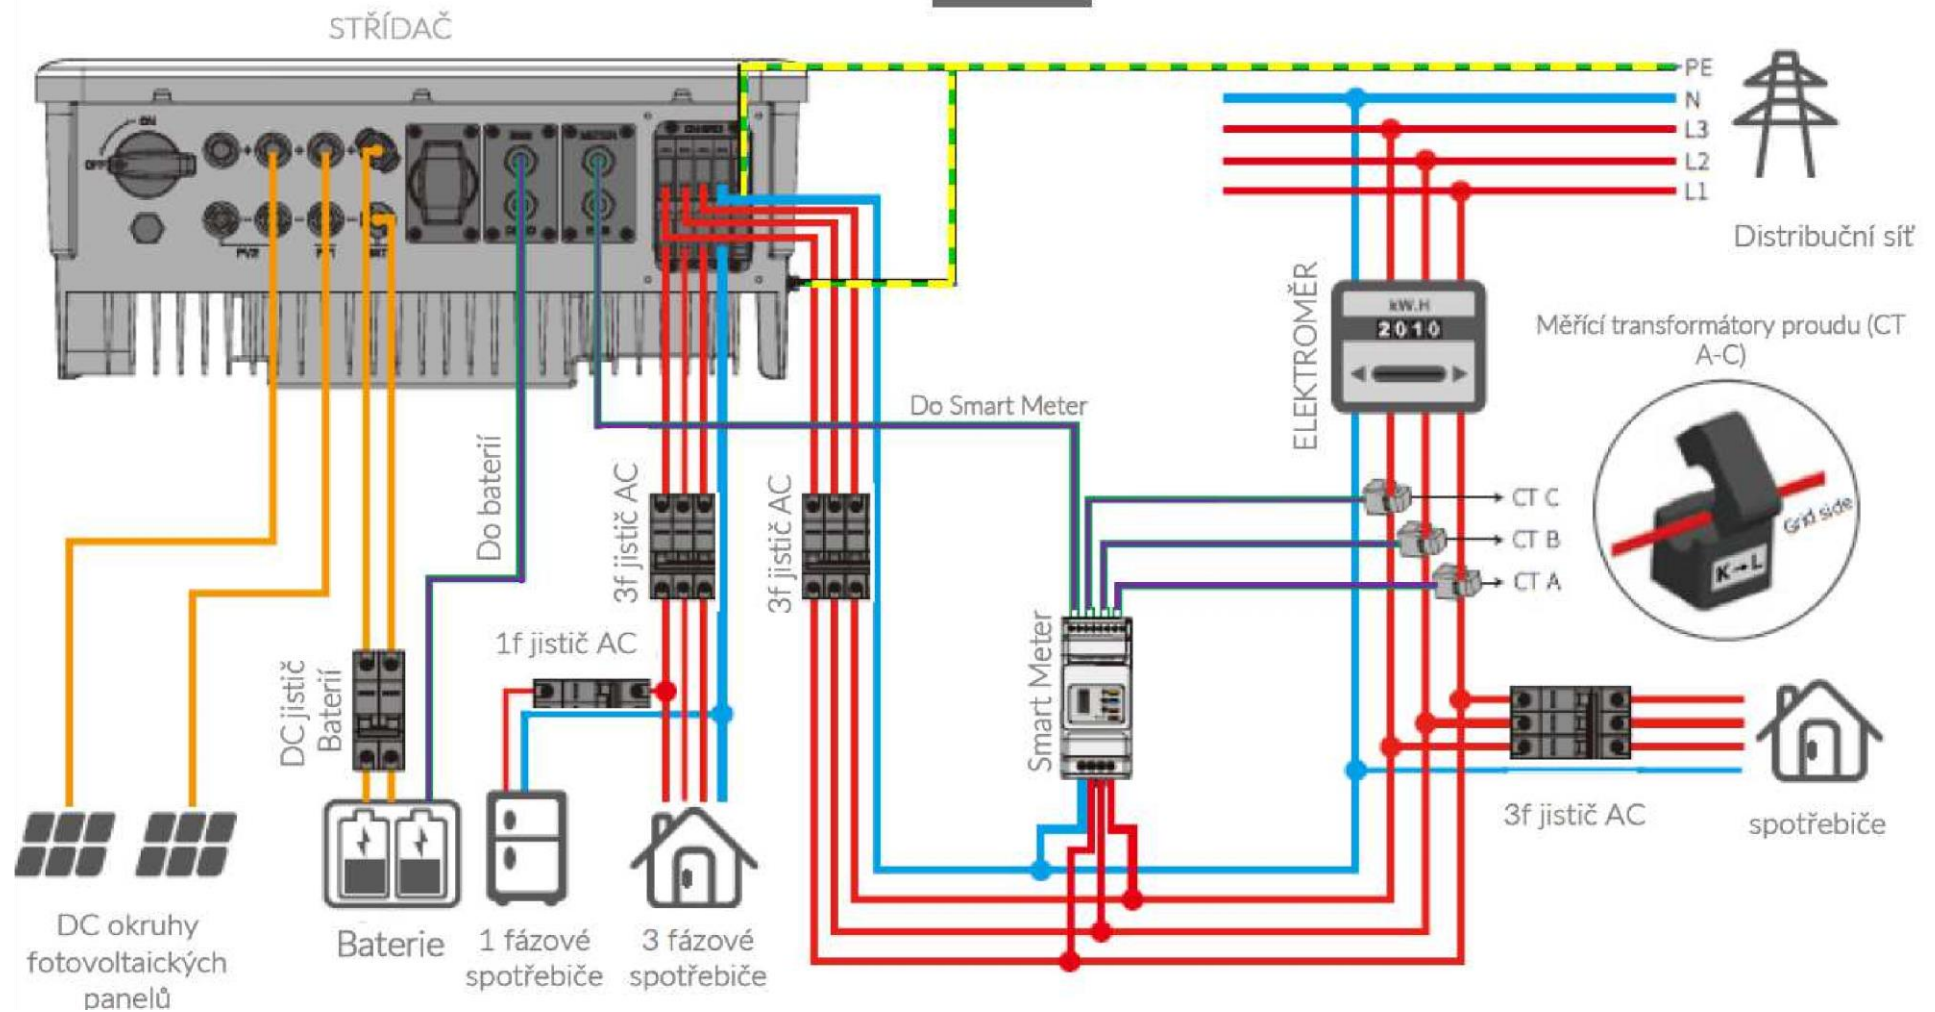 STŘÍDAČ
ON
OFF
PE
N
L3
L2
L1
Distribuční síť
ELEKTROMĚR
kW.H
2010
Měřící transformátory proudu (CT
A-C)
Grid side
K→L
Do Smart Meter
Do baterií
3f jistič AC
3f jistič AC
CT C
CT B
CT A
1f jistič AC
DC jistič
Baterií
Smart Meter
3f jistič AC
spotřebiče
DC okruhy
fotovoltaických
panelů
Baterie
1 fázové
spotřebiče
3 fázové
spotřebiče